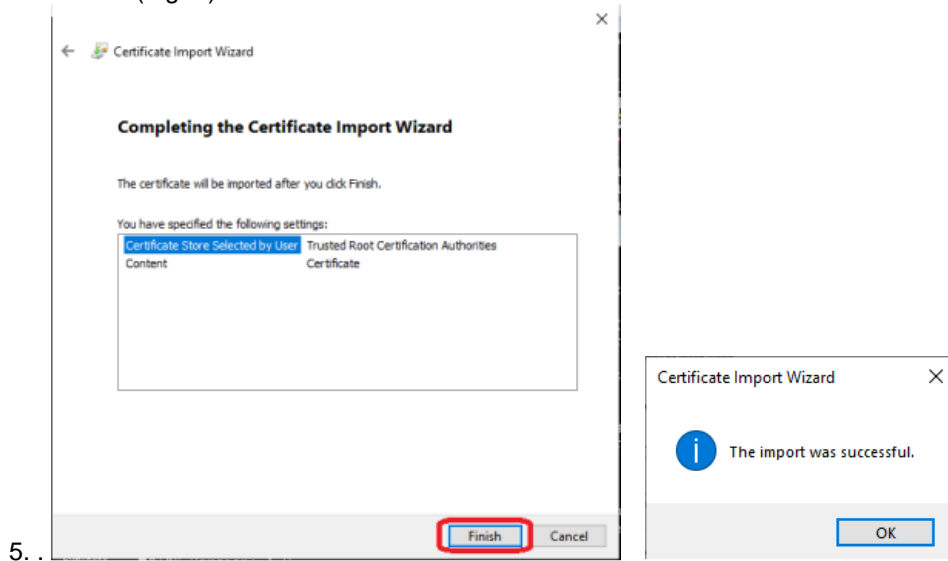 Certificate Import Wizard
Completing the Certificate Import Wizard
The certificate will be imported after you click Finish.
You have specified the following settings:
Certificate Store Selected by User Trusted Root Certification Authorities
Content Certificate
Finish Cancel
Certificate Import Wizard
The import was successful.
OK
5. .